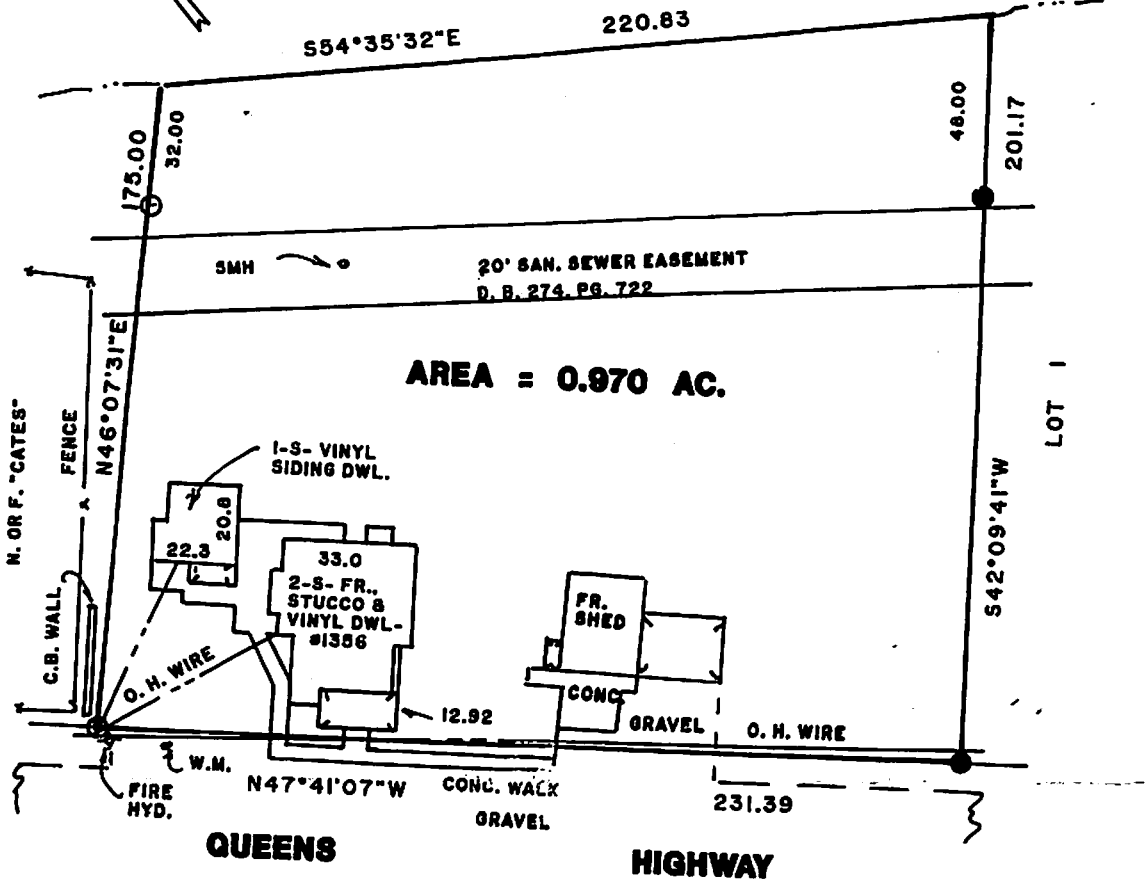 S54°35'32"E
220.83
175.00
32.00
48.00
201.17
SMH
20' SAN. SEWER EASEMENT
D. B. 274, PG. 722
AREA = 0.970 AC.
N46°07'31"E
FENCE
N. OR F. "CATES"
LOT 1
S42°09'41"W
1-S- VINYL
SIDING DWL.
20.8
22.3
33.0
2-S- FR.,
STUCCO &
VINYL DWL-
#1356
FR.
SHED
C.B. WALL
O. H. WIRE
CONC.
12.92
GRAVEL
O. H. WIRE
W.M.
FIRE
HYD.
N47°41'07"W
CONC. WALK
GRAVEL
231.39
QUEENS
HIGHWAY